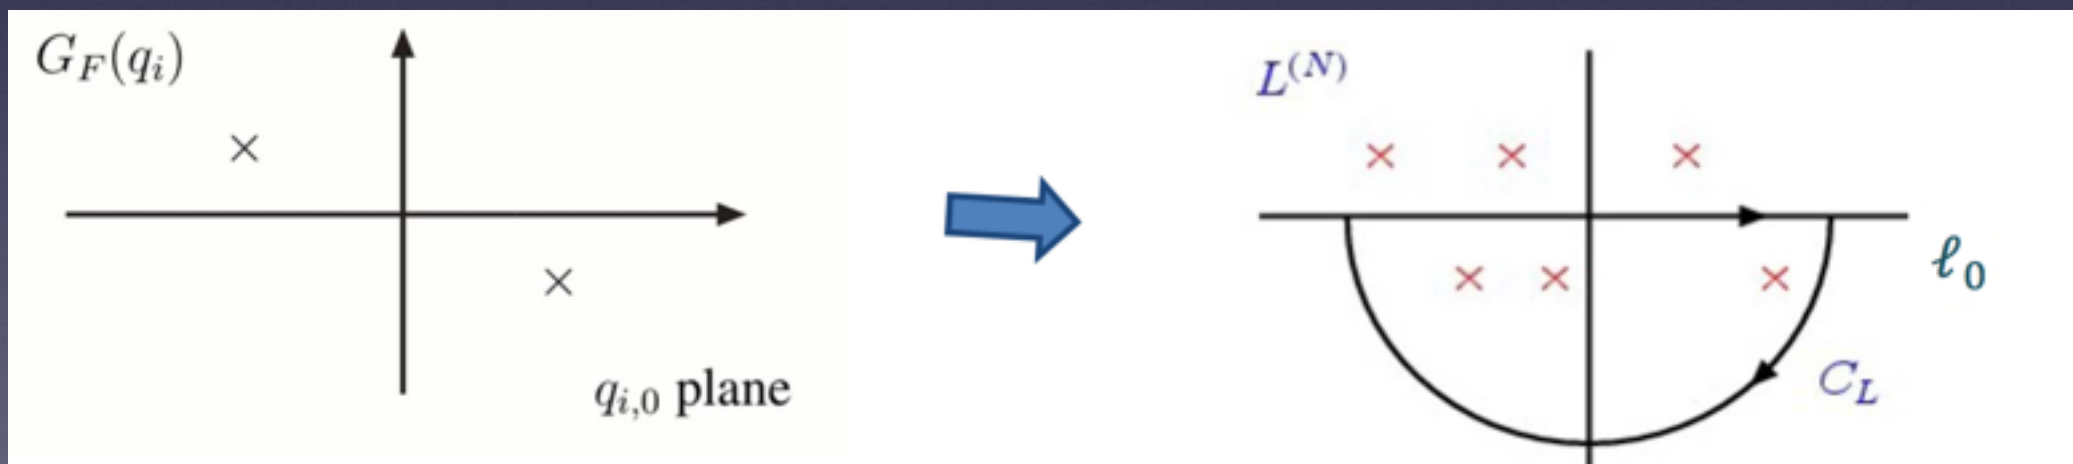 G_F(q_i)
q_{i,0} plane
L^{(N)}
ℓ_0
C_L